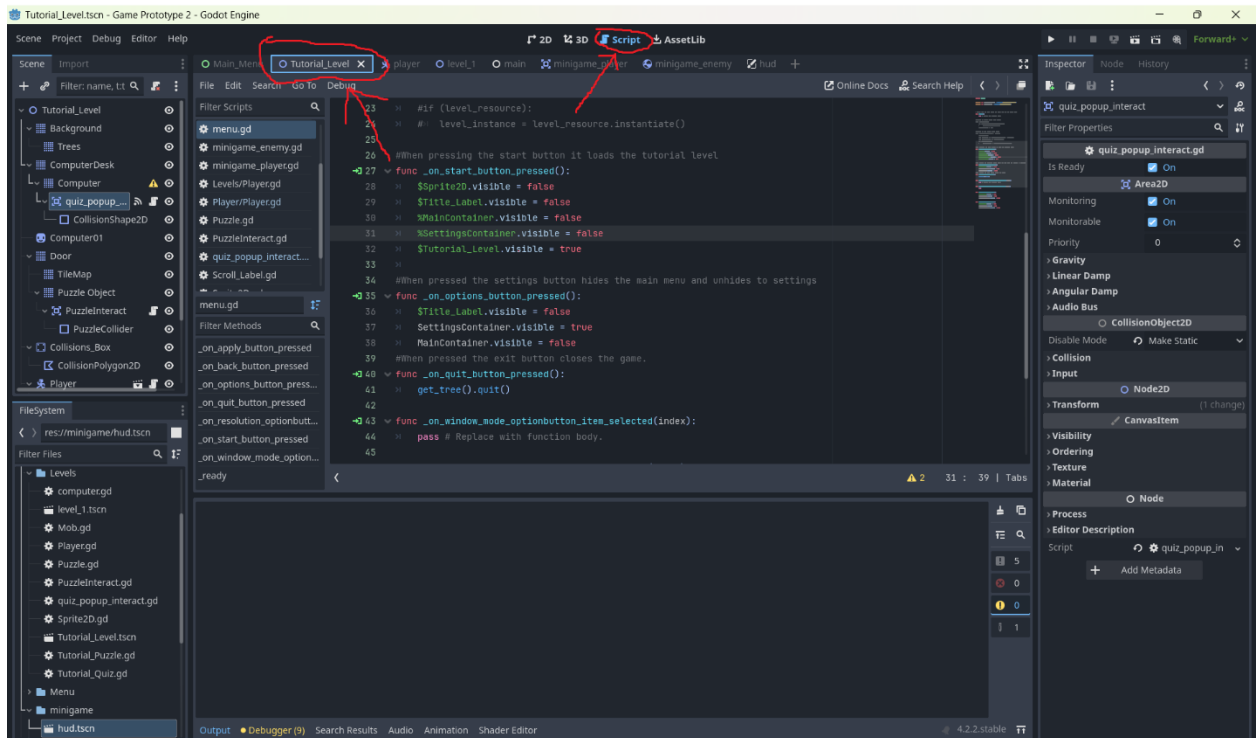 Tutorial_Level.tscn - Game Prototype 2 - Godot Engine
Scene Project Debug Editor Help
2D 3D Script AssetLib
Forward+
Scene Import
Main_Men Tutorial_Level player level_1 main minigame_player minigame_enemy hud
Inspector Node History
Filter: name, t:t
File Edit Search Go To Debug
Online Docs Search Help
Tutorial_Level
Background
Trees
ComputerDesk
Computer
quiz_popup_...
CollisionShape2D
Computer01
Door
TileMap
Puzzle Object
PuzzleInteract
PuzzleCollider
Collisions_Box
CollisionPolygon2D
Player
FileSystem
res://minigame/hud.tscn
Filter Files
Levels
computer.gd
level_1.tscn
Mob.gd
Player.gd
Puzzle.gd
PuzzleInteract.gd
quiz_popup_interact.gd
Sprite2D.gd
Tutorial_Level.tscn
Tutorial_Puzzle.gd
Tutorial_Quiz.gd
Menu
minigame
hud.tscn
Filter Scripts
menu.gd
minigame_enemy.gd
minigame_player.gd
Levels/Player.gd
Player/Player.gd
Puzzle.gd
PuzzleInteract.gd
quiz_popup_interact....
Scroll_Label.gd
menu.gd
Filter Methods
_on_apply_button_pressed
_on_back_button_pressed
_on_options_button_press...
_on_quit_button_pressed
_on_resolution_optionbutt...
_on_start_button_pressed
_on_window_mode_option...
_ready
23 #if (level_resource):
24 # level_instance = level_resource.instantiate()
25
26 #When pressing the start button it loads the tutorial level
27 func _on_start_button_pressed():
28 $Sprite2D.visible = false
29 $Title_Label.visible = false
30 %MainContainer.visible = false
31 %SettingsContainer.visible = false
32 $Tutorial_Level.visible = true
33
34 #When pressed the settings button hides the main menu and unhides to settings
35 func _on_options_button_pressed():
36 $Title_Label.visible = false
37 SettingsContainer.visible = true
38 MainContainer.visible = false
39 #When pressed the exit button closes the game.
40 func _on_quit_button_pressed():
41 get_tree().quit()
42
43 func _on_window_mode_optionbutton_item_selected(index):
44 pass # Replace with function body.
45
2 31 : 39 | Tabs
5
0
0
1
Output Debugger (9) Search Results Audio Animation Shader Editor
4.2.2.stable
quiz_popup_interact
Filter Properties
quiz_popup_interact.gd
Is Ready On
Area2D
Monitoring On
Monitorable On
Priority 0
Gravity
Linear Damp
Angular Damp
Audio Bus
CollisionObject2D
Disable Mode Make Static
Collision
Input
Node2D
Transform (1 change)
CanvasItem
Visibility
Ordering
Texture
Material
Node
Process
Editor Description
Script quiz_popup_in
Add Metadata